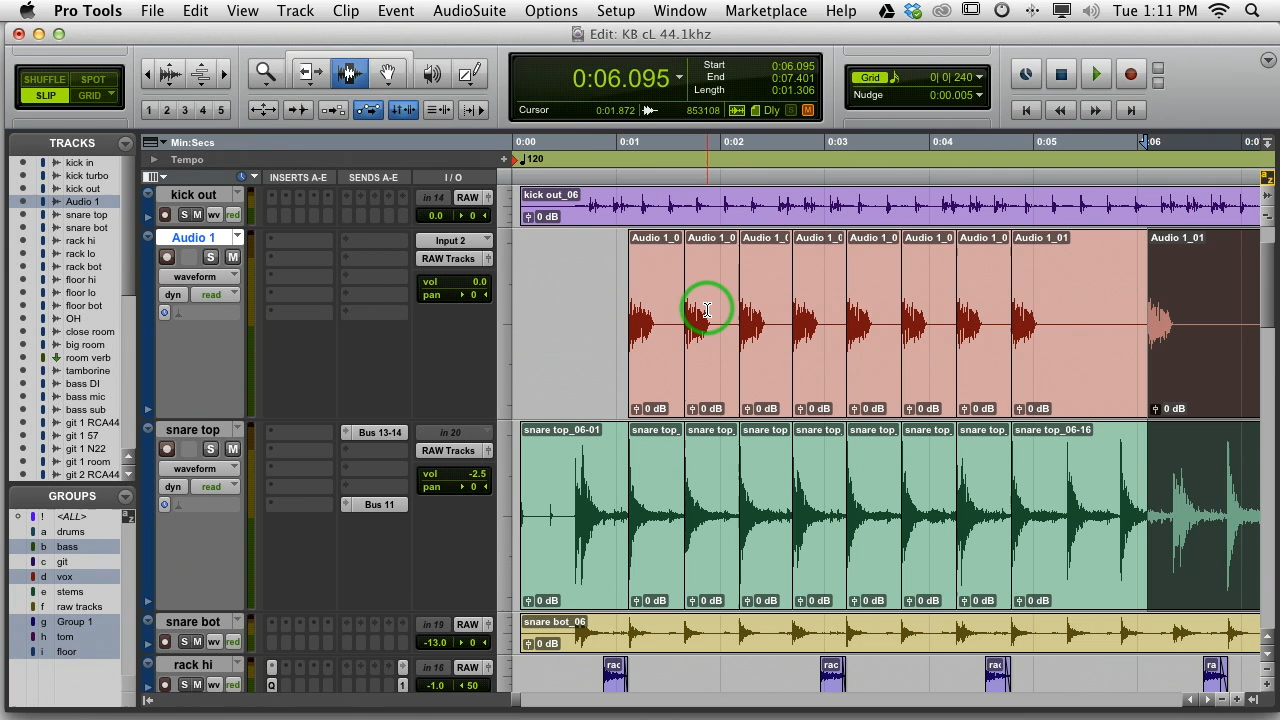 Pro Tools File Edit View Track Clip Event AudioSuite Options Setup Window Marketplace Help Tue 1:11 PM
Edit: KB cL 44.1khz
SHUFFLE SPOT
SLIP GRID
1 2 3 4 5
0:06.095
Start 0:06.095
End 0:07.401
Length 0:01.306
Cursor 0:01.872 853108 Dly S M
Grid 0| 0| 240
Nudge 0:00.005
TRACKS
kick in
kick turbo
kick out
Audio 1
snare top
snare bot
rack hi
rack lo
rack bot
floor hi
floor lo
floor bot
OH
close room
big room
room verb
tamborine
bass DI
bass mic
bass sub
git 1 RCA44
git 1 57
git 1 N22
git 1 room
git 2 RCA44
GROUPS
! <ALL>
a drums
b bass
c git
d vox
e stems
f raw tracks
g Group 1
h tom
i floor
Min:Secs 0:00 0:01 0:02 0:03 0:04 0:05 :06 0:0
Tempo 120
INSERTS A-E SENDS A-E I / O
kick out in 14 RAW
S M wv red 0.0 0
kick out_06
0 dB
Audio 1 Input 2
S M RAW Tracks
waveform vol 0.0
dyn read pan 0
Audio 1_0 Audio 1_0 Audio 1_( Audio 1_0 Audio 1_0 Audio 1_0 Audio 1_0 Audio 1_01 Audio 1_01
0 dB 0 dB 0 dB 0 dB 0 dB 0 dB 0 dB 0 dB 0 dB
snare top Bus 13-14 in 20
S M RAW Tracks
waveform vol -2.5
dyn read pan 0
Bus 11
snare top_06-01 snare top_ snare top_ snare top snare top snare top snare top snare top_ snare top_06-16
0 dB 0 dB 0 dB 0 dB 0 dB 0 dB 0 dB 0 dB 0 dB
snare bot in 19 RAW
S M wv red -13.0 0
snare bot_06
0 dB
rack hi in 16 RAW
S M wv red Q 1 -1.0 50
rac rac rac ra